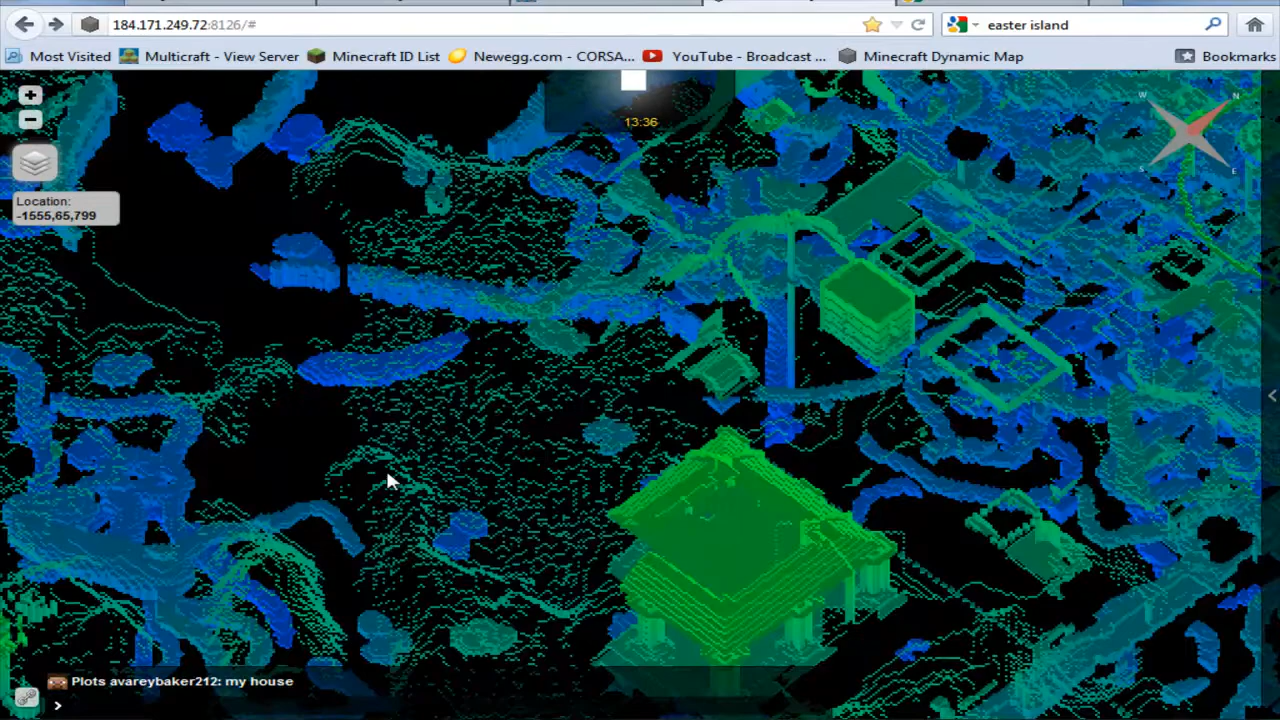 184.171.249.72:8126/#
easter island
Most Visited
Multicraft - View Server
Minecraft ID List
Newegg.com - CORSA...
YouTube - Broadcast ...
Minecraft Dynamic Map
Bookmarks
13:36
W
N
S
E
Location:
-1555,65,799
Plots avareybaker212: my house
>